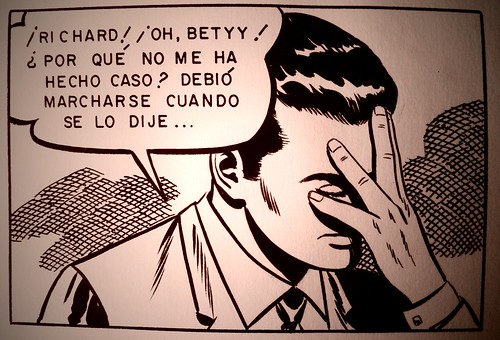 ¡RICHARD! ¡OH, BETYY!
¿POR QUÉ NO ME HA
HECHO CASO? DEBIÓ
MARCHARSE CUANDO
SE LO DIJE...